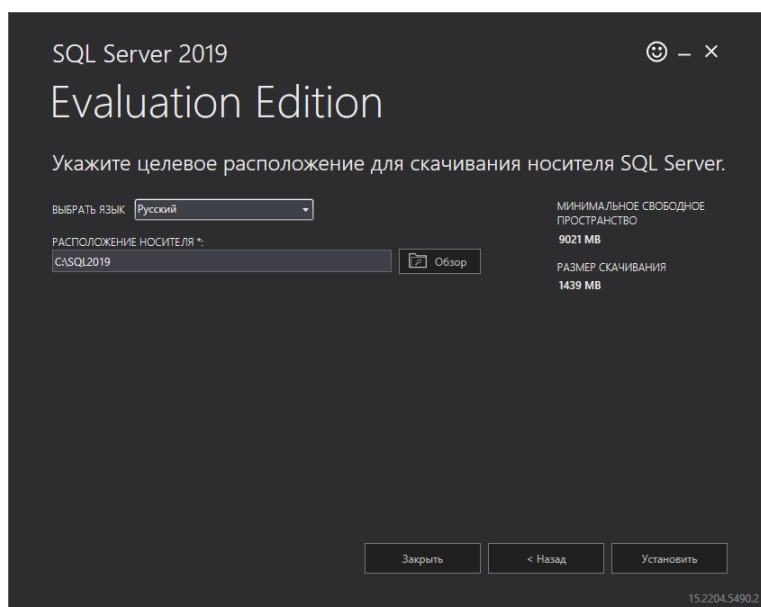 SQL Server 2019
Evaluation Edition
Укажите целевое расположение для скачивания носителя SQL Server.
ВЫБРАТЬ ЯЗЫК Русский
РАСПОЛОЖЕНИЕ НОСИТЕЛЯ *:
C:\SQL2019
Обзор
МИНИМАЛЬНОЕ СВОБОДНОЕ
ПРОСТРАНСТВО
9021 MB
РАЗМЕР СКАЧИВАНИЯ
1439 MB
Закрыть
< Назад
Установить
15.2204.5490.2